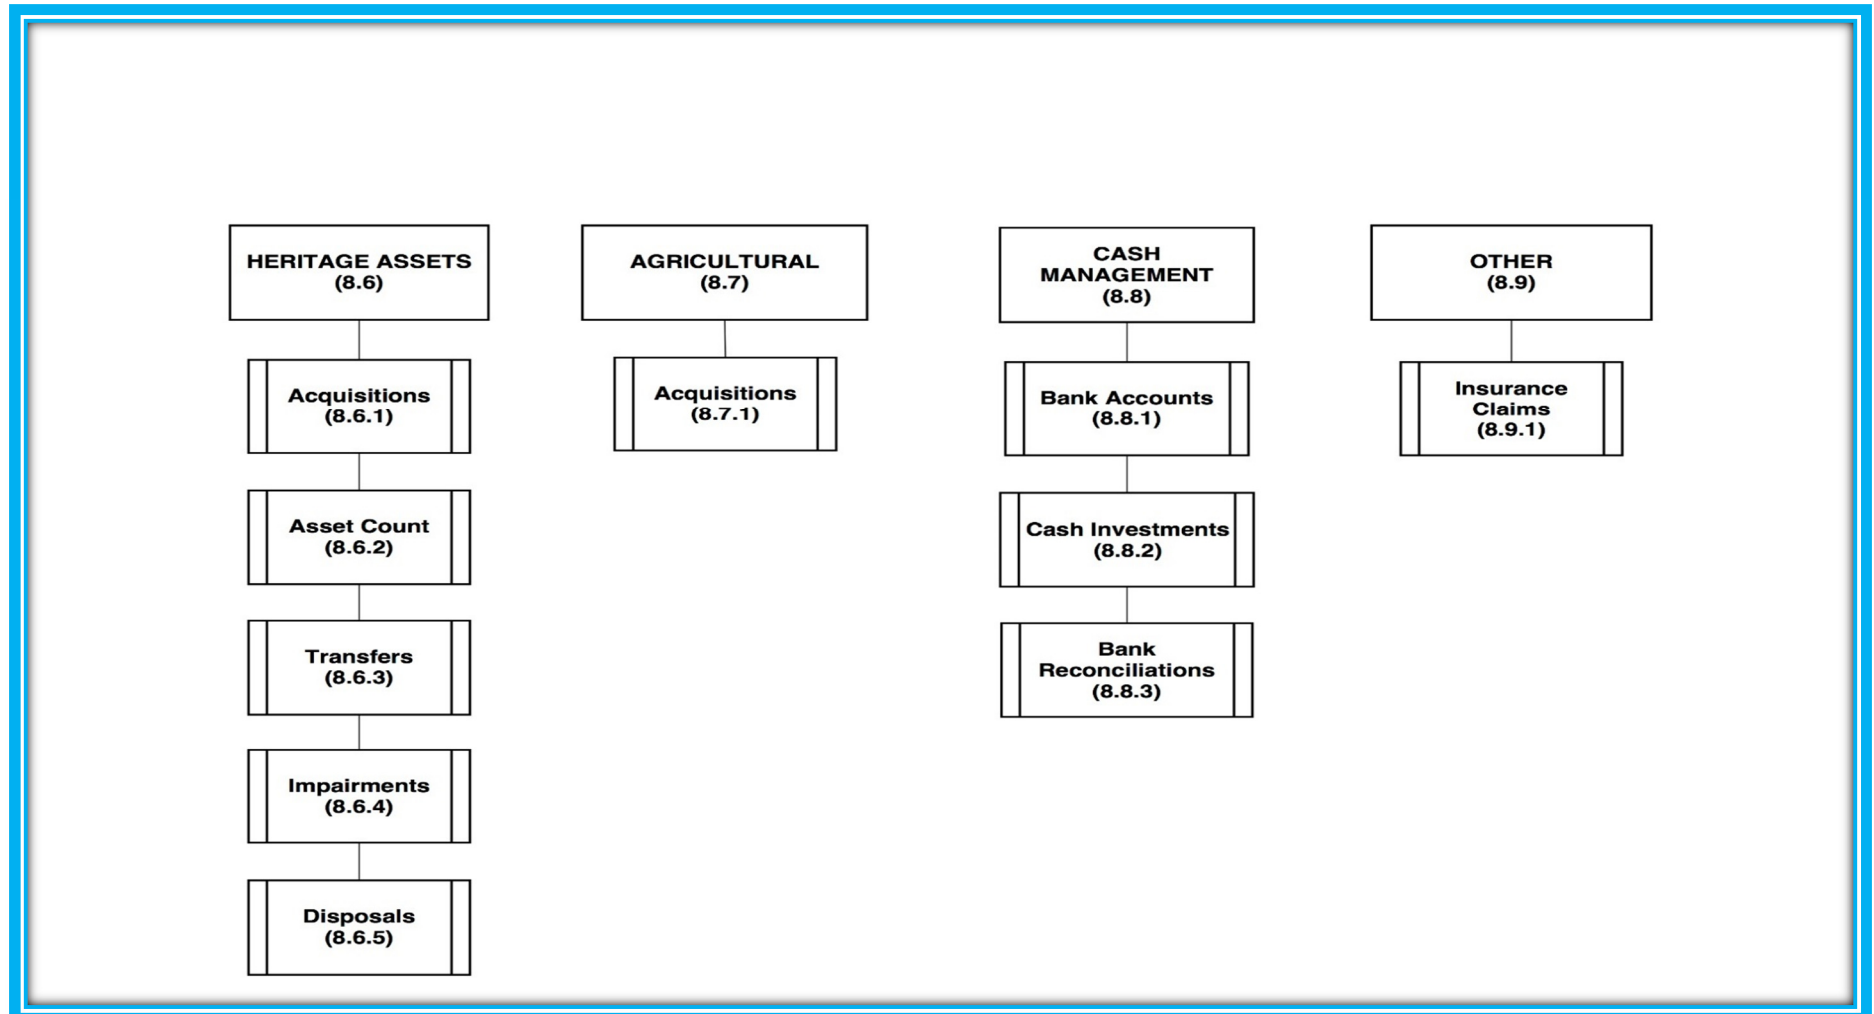 HERITAGE ASSETS
(8.6)
Acquisitions
(8.6.1)
Asset Count
(8.6.2)
Transfers
(8.6.3)
Impairments
(8.6.4)
Disposals
(8.6.5)
AGRICULTURAL
(8.7)
Acquisitions
(8.7.1)
CASH
MANAGEMENT
(8.8)
Bank Accounts
(8.8.1)
Cash Investments
(8.8.2)
Bank
Reconciliations
(8.8.3)
OTHER
(8.9)
Insurance
Claims
(8.9.1)